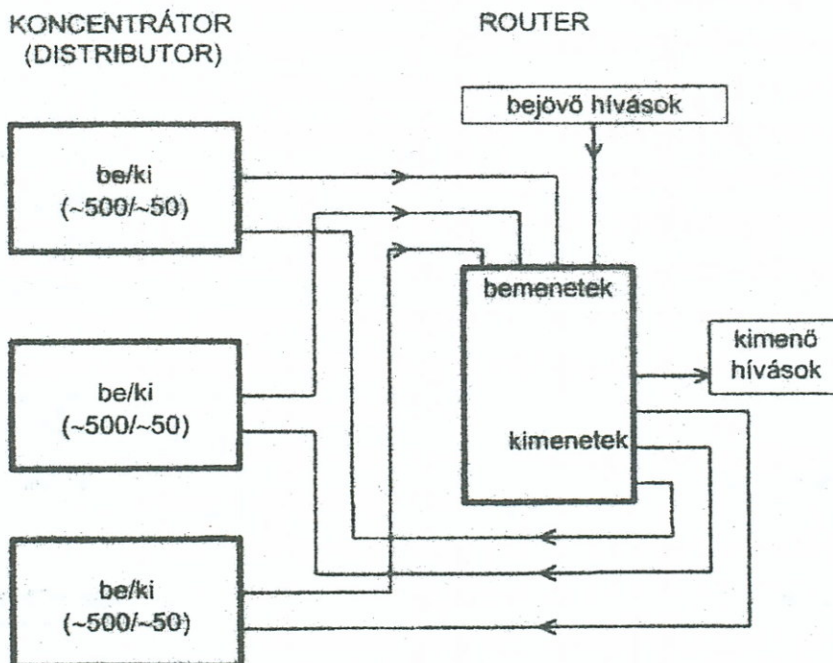 KONCENTRÁTOR
(DISTRIBUTOR)
ROUTER
bejövő hívások
be/ki
(~500/~50)
bemenetek
kimenő
hívások
be/ki
(~500/~50)
kimenetek
be/ki
(~500/~50)